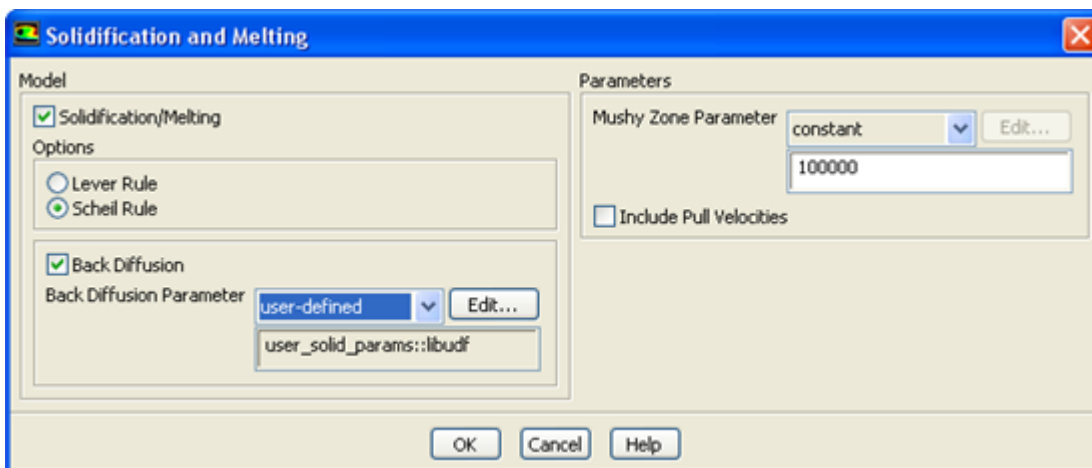 Solidification and Melting
Model
Solidification/Melting
Options
Lever Rule
Scheil Rule
Back Diffusion
Back Diffusion Parameter
user-defined
Edit...
user_solid_params::libudf
Parameters
Mushy Zone Parameter
constant
Edit...
100000
Include Pull Velocities
OK
Cancel
Help